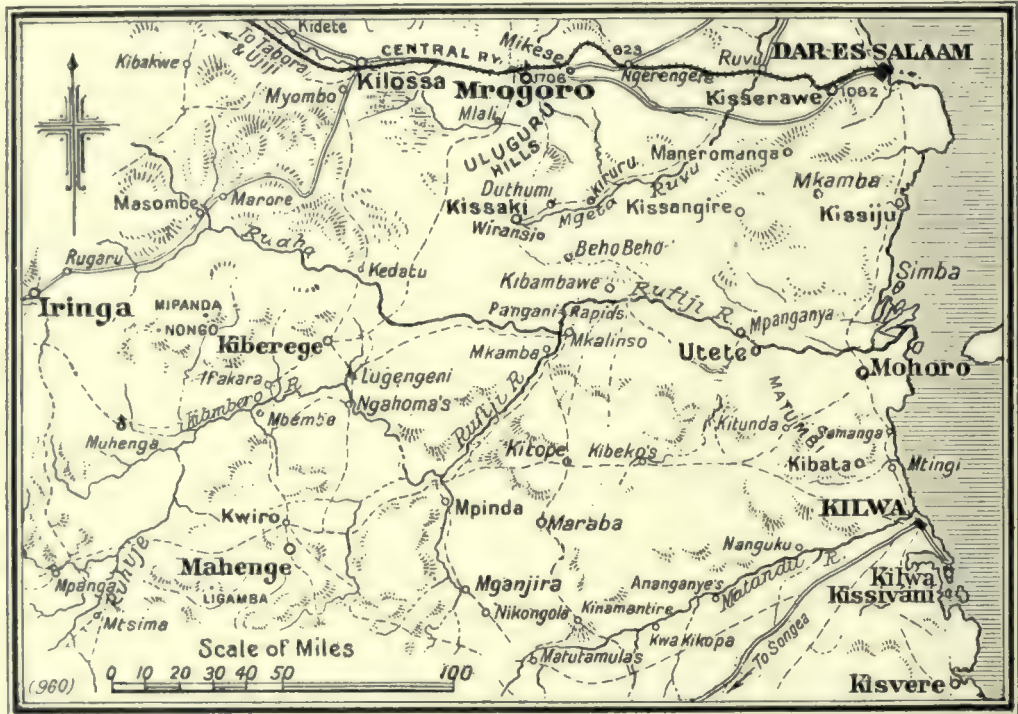 Kidete
To Tabora
& Ujiji
CENTRAL RY.
Mikese
623
Ruvu
DAR-ES-SALAAM
Kibakwe
Kilossa
1706
Ngerengere
Mrogoro
Kisserawe
1082
Myombo
Mlali
ULUGURU
HILLS
Maneromanga
Kiruru
Duthumi
Mgeta
Ruvu
Mkamba
Kissaki
Kissangire
Kissiju
Wiransio
Masombe
Marore
Ruaha
Beho Beho
Rugaru
Kedatu
Kibambawe
Simba
Iringa
MIPANDA
NONGO
Pangani
Rapids
Rufiji R.
Mpanganya
Kiberege
Mkalinso
Mkamba
Utete
Mohoro
Ifakara
Lugengeni
Kilambero R
Ngahoma's
Mbemba
Rufiji R
MATUMBI
Kitunda
Samanga
Muhenga
Kitope
Kibeko's
Kibata
Mtingi
Mpinda
KILWA
Kwiro
Maraba
Nanguku
Mahenge
Kilwa
Kissivani
Mpanga
Ruhuje
LIGAMBA
Mganjira
Ananganye's
Matandu R
Mtsima
Nikongola
Kinamantire
Kwa Kikopa
To Songea
Matutamula's
Kisvere
Scale of Miles
0 10 20 30 40 50 100
(960)